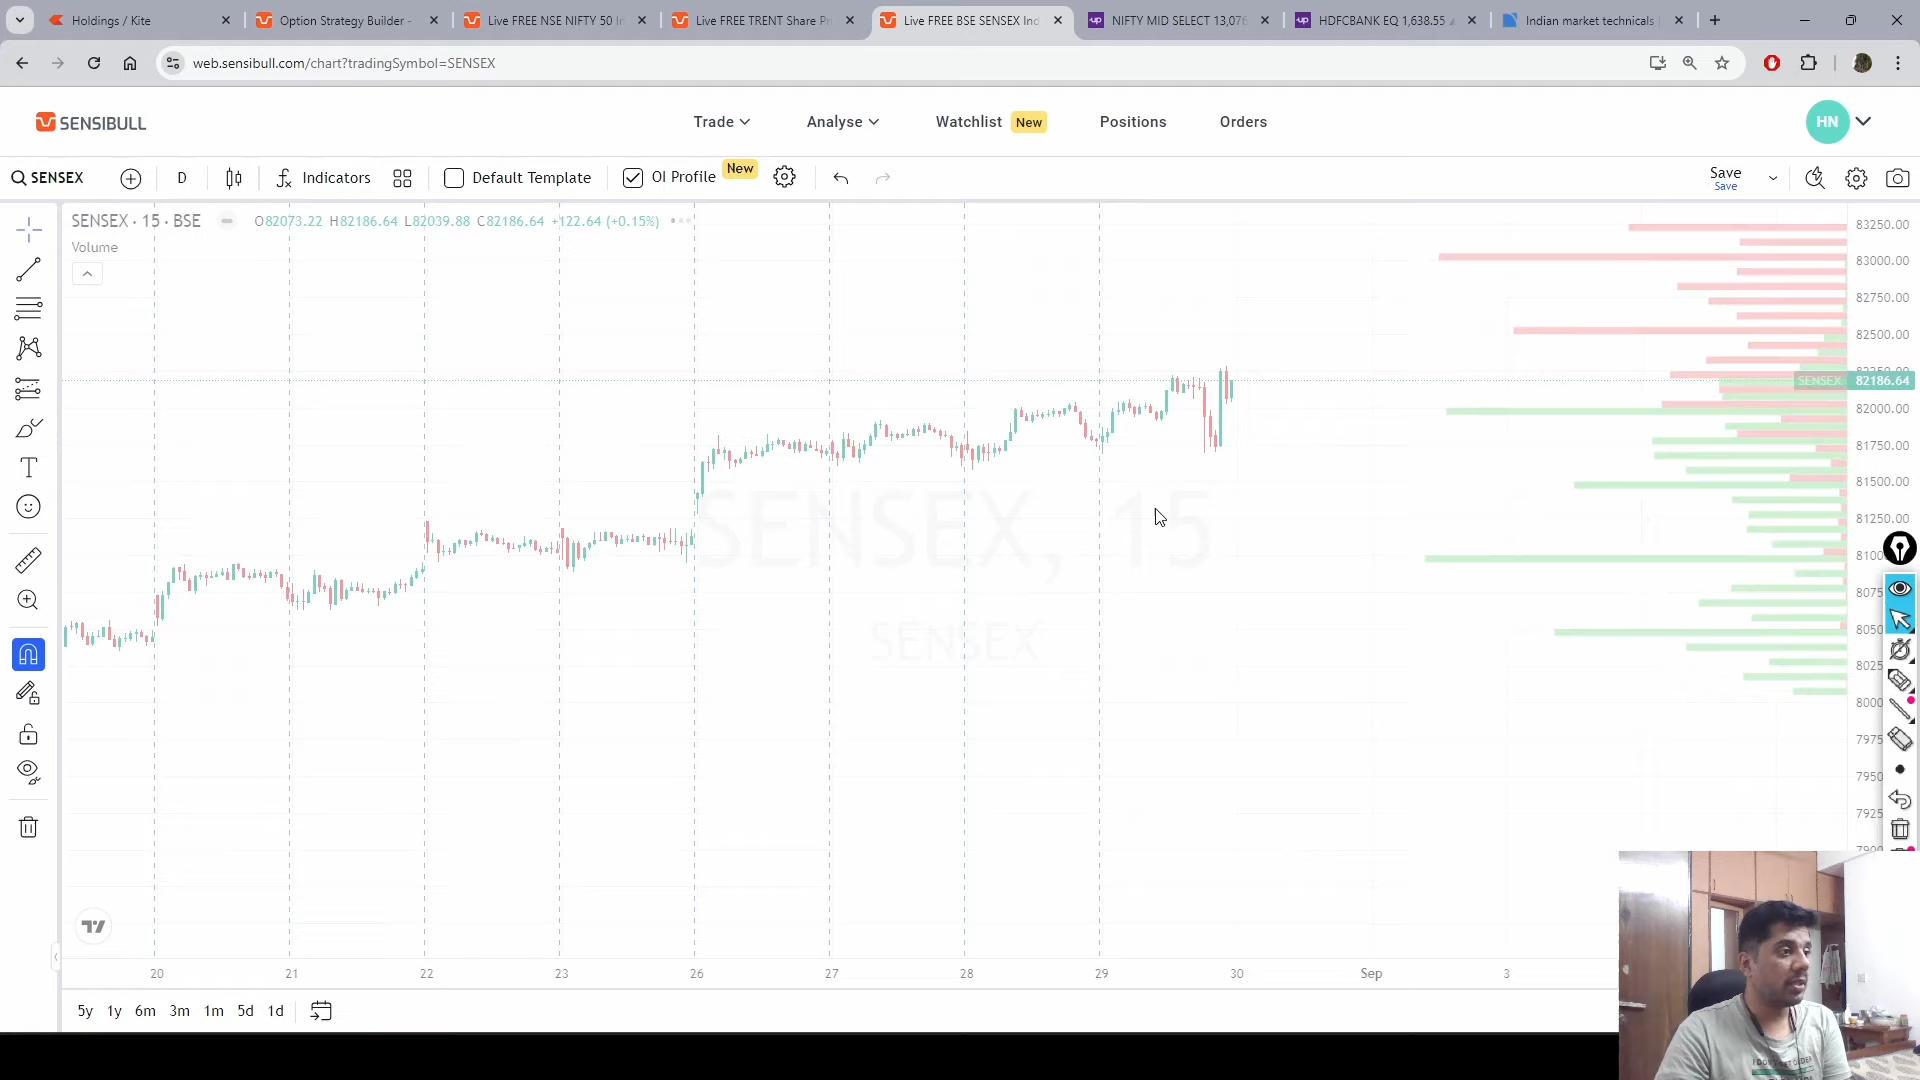 Holdings / Kite
Option Strategy Builder -
Live FREE NSE NIFTY 50 In
Live FREE TRENT Share Pr
Live FREE BSE SENSEX Ind
NIFTY MID SELECT 13,076
HDFCBANK EQ 1,638.55
Indian market technicals
web.sensibull.com/chart?tradingSymbol=SENSEX
SENSIBULL
Trade
Analyse
Watchlist New
Positions
Orders
HN
SENSEX
D
Indicators
Default Template
OI Profile New
Save
Save
SENSEX · 15 · BSE
O82073.22 H82186.64 L82039.88 C82186.64 +122.64 (+0.15%)
Volume
83250.00
83000.00
82750.00
82500.00
SENSEX 82186.64
82000.00
81750.00
81500.00
81250.00
SENSEX, 15
SENSEX
20 21 22 23 26 27 28 29 30 Sep 3
5y 1y 6m 3m 1m 5d 1d